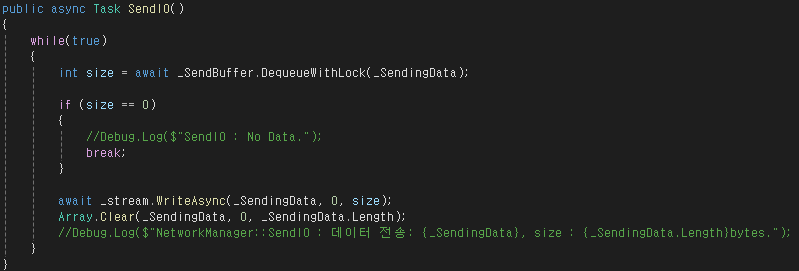 public async Task SendIO()
{
while(true)
{
int size = await _SendBuffer.DequeueWithLock(_SendingData);
if (size == 0)
{
//Debug.Log($"SendIO : No Data.");
break;
}
await _stream.WriteAsync(_SendingData, 0, size);
Array.Clear(_SendingData, 0, _SendingData.Length);
//Debug.Log($"NetworkManager::SendIO : 데이터 전송: {_SendingData}, size : {_SendingData.Length}bytes.");
}
}